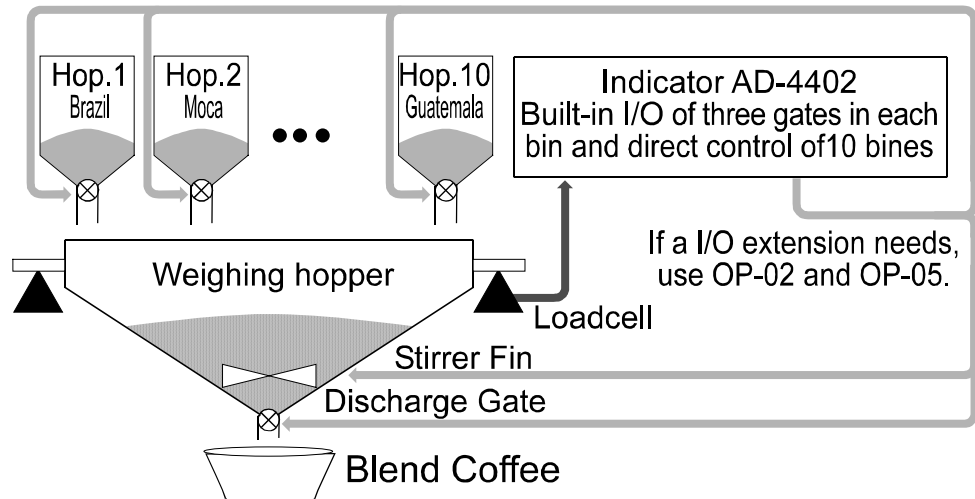 Hop.1
Brazil
Hop.2
Moca
Hop.10
Guatemala
Indicator AD-4402
Built-in I/O of three gates in each
bin and direct control of10 bines
If a I/O extension needs,
use OP-02 and OP-05.
Weighing hopper
Loadcell
Stirrer Fin
Discharge Gate
Blend Coffee